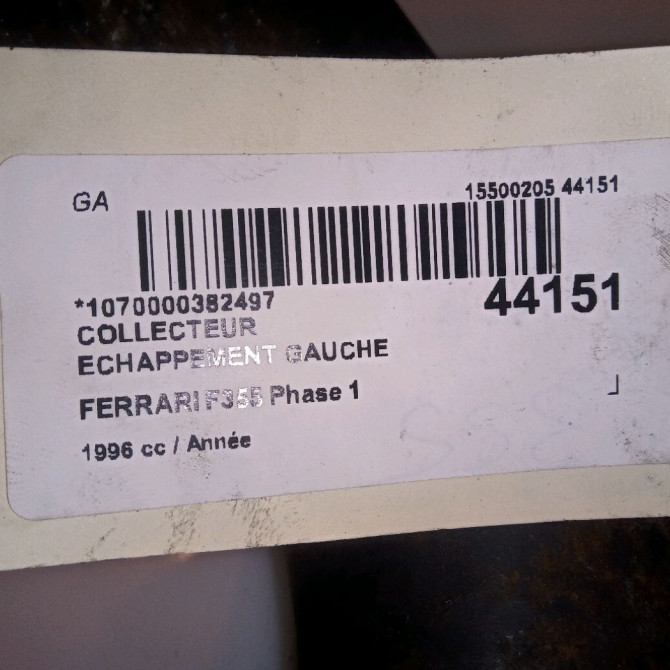 GA
15500205 44151
*1070000382497
44151
COLLECTEUR
ECHAPPEMENT GAUCHE
FERRARI F355 Phase 1
1996 cc / Année